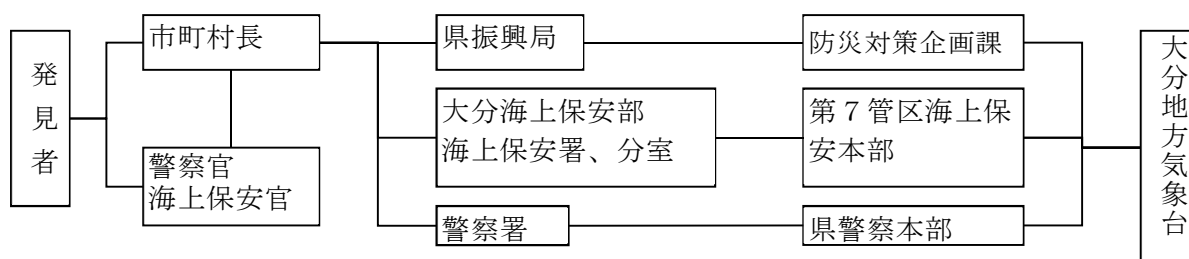 発見者
市町村長
警察官
海上保安官
県振興局
大分海上保安部
海上保安署、分室
警察署
防災対策企画課
第7管区海上保
安本部
県警察本部
大分地方気象台